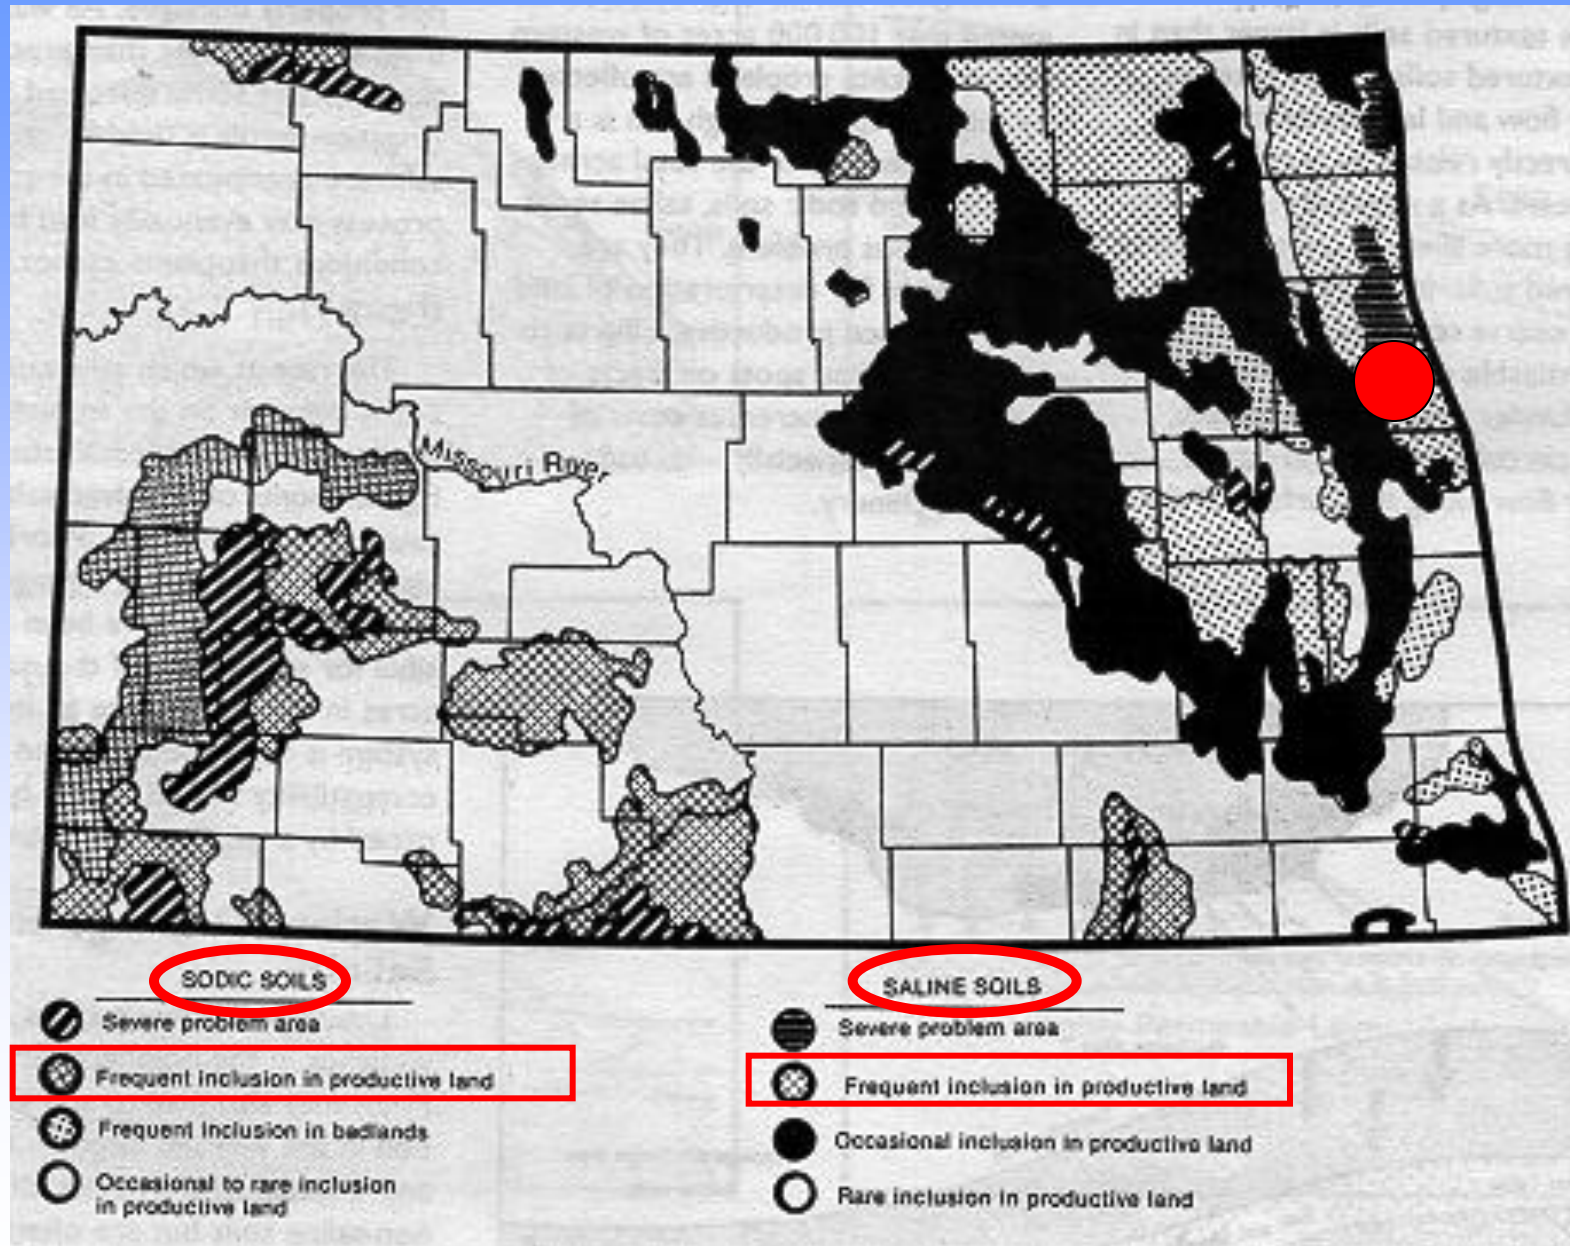 Missouri River
SODIC SOILS
Severe problem area
Frequent inclusion in productive land
Frequent inclusion in badlands
Occasional to rare inclusion
in productive land
SALINE SOILS
Severe problem area
Frequent inclusion in productive land
Occasional inclusion in productive land
Rare inclusion in productive land